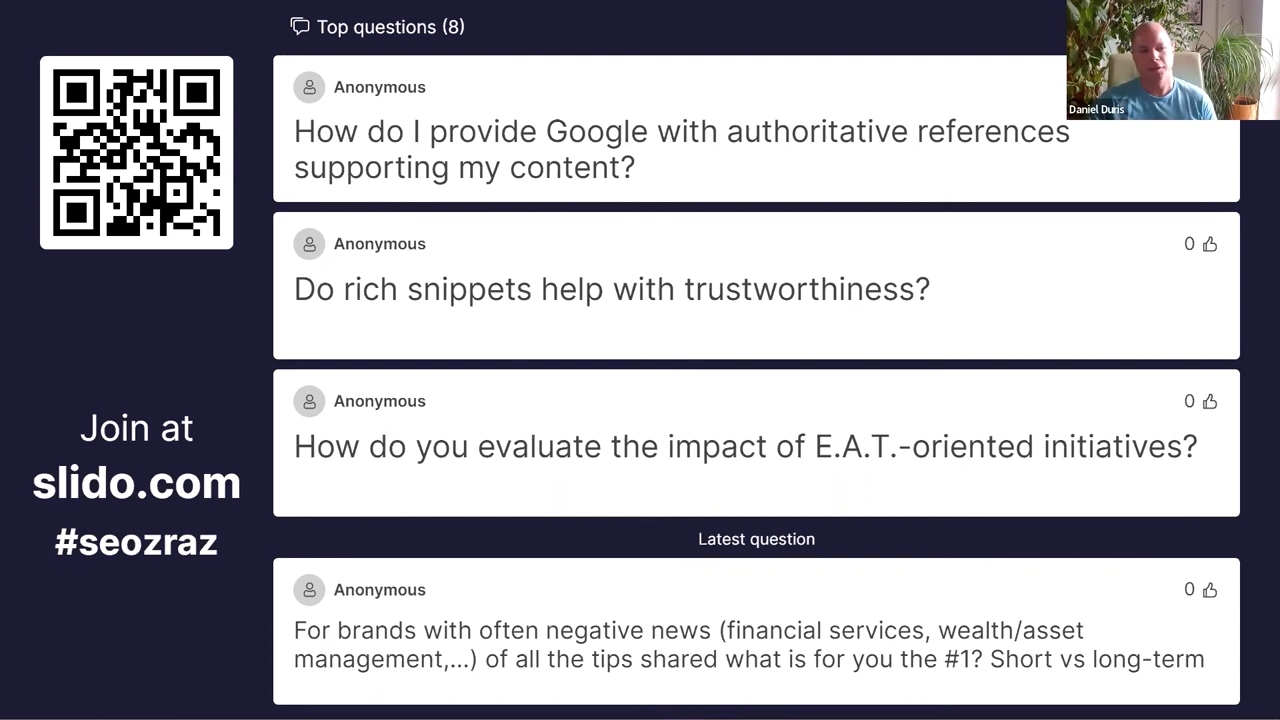 Top questions (8)
Anonymous
How do I provide Google with authoritative references
supporting my content?
Daniel Duris
Anonymous
0
Do rich snippets help with trustworthiness?
Anonymous
0
How do you evaluate the impact of E.A.T.-oriented initiatives?
Join at
slido.com
#seozraz
Latest question
Anonymous
0
For brands with often negative news (financial services, wealth/asset
management,...) of all the tips shared what is for you the #1? Short vs long-term